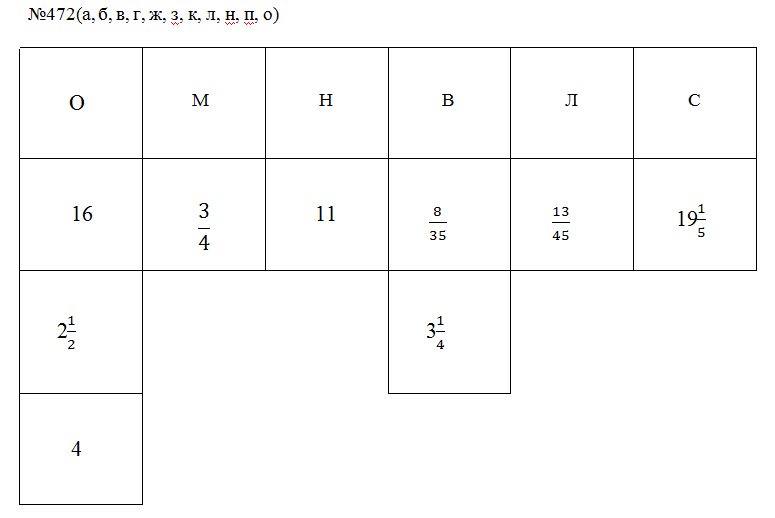 №472(а, б, в, г, ж, з, к, л, н, п, о)
О М Н В Л С
16 3/4 11 8/35 13/45 19 1/5
2 1/2 3 1/4
4